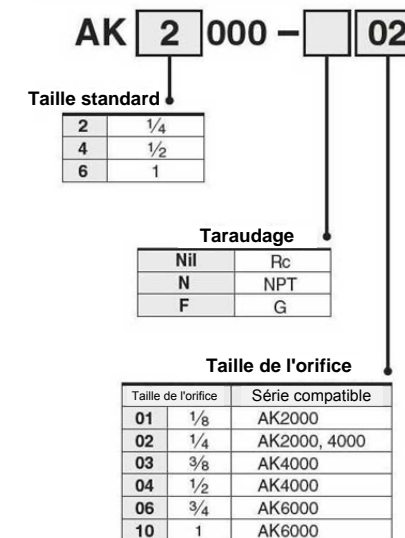 AK 2 000 – 02
Taille standard
2 1/4
4 1/2
6 1
Taraudage
Nil Rc
N NPT
F G
Taille de l'orifice
Taille de l'orifice Série compatible
01 1/8 AK2000
02 1/4 AK2000, 4000
03 3/8 AK4000
04 1/2 AK4000
06 3/4 AK6000
10 1 AK6000